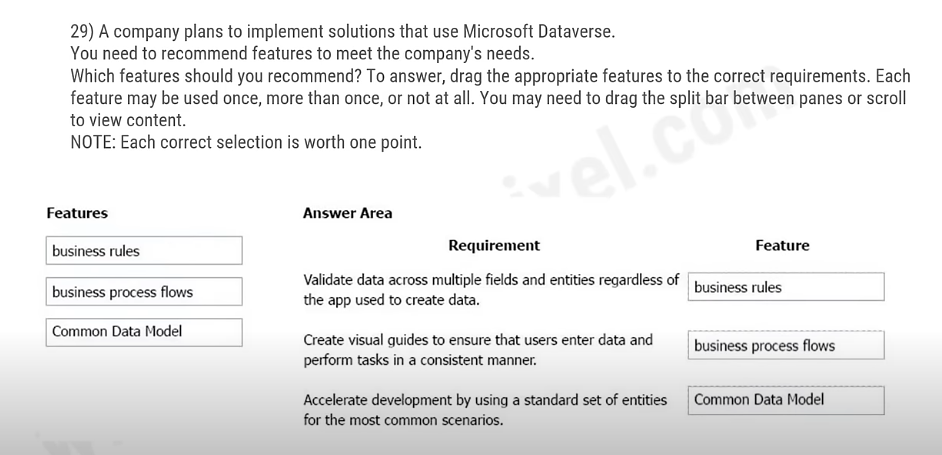 29) A company plans to implement solutions that use Microsoft Dataverse.
You need to recommend features to meet the company's needs.
Which features should you recommend? To answer, drag the appropriate features to the correct requirements. Each
feature may be used once, more than once, or not at all. You may need to drag the split bar between panes or scroll
to view content.
NOTE: Each correct selection is worth one point.
Features
business rules
business process flows
Common Data Model
Answer Area
Requirement
Feature
Validate data across multiple fields and entities regardless of
the app used to create data.
business rules
Create visual guides to ensure that users enter data and
perform tasks in a consistent manner.
business process flows
Accelerate development by using a standard set of entities
for the most common scenarios.
Common Data Model